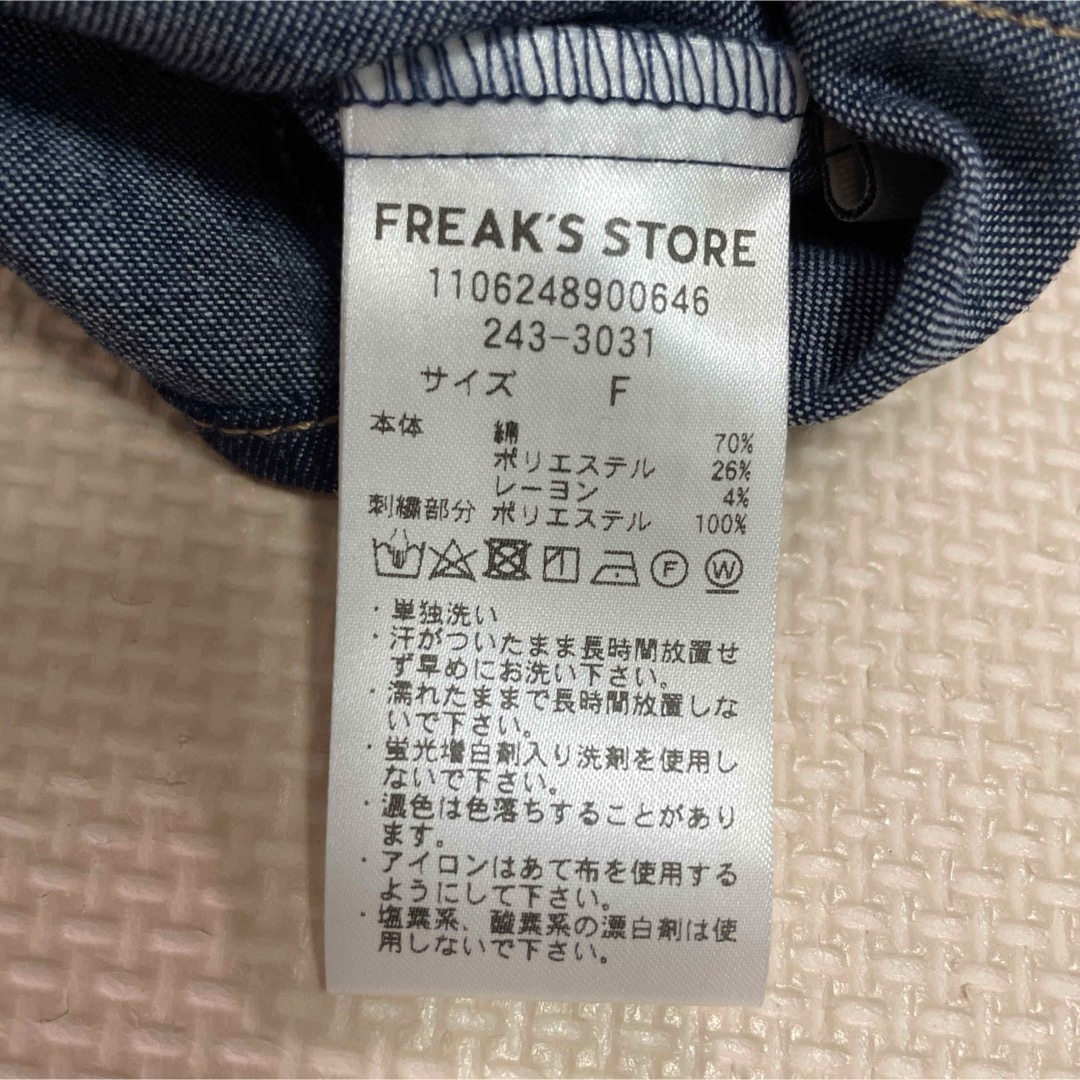 FREAK'S STORE
1106248900646
243-3031
サイズ F
本体 綿 70%
ポリエステル 26%
レーヨン 4%
刺繍部分 ポリエステル 100%
F W
・単独洗い
・汗がついたまま長時間放置せ
ず早めにお洗い下さい。
・濡れたままで長時間放置しな
いで下さい。
・蛍光増白剤入り洗剤を使用し
ないで下さい。
・濃色は色落ちすることがあり
ます。
・アイロンはあて布を使用する
ようにして下さい。
・塩素系、酸素系の漂白剤は使
用しないで下さい。